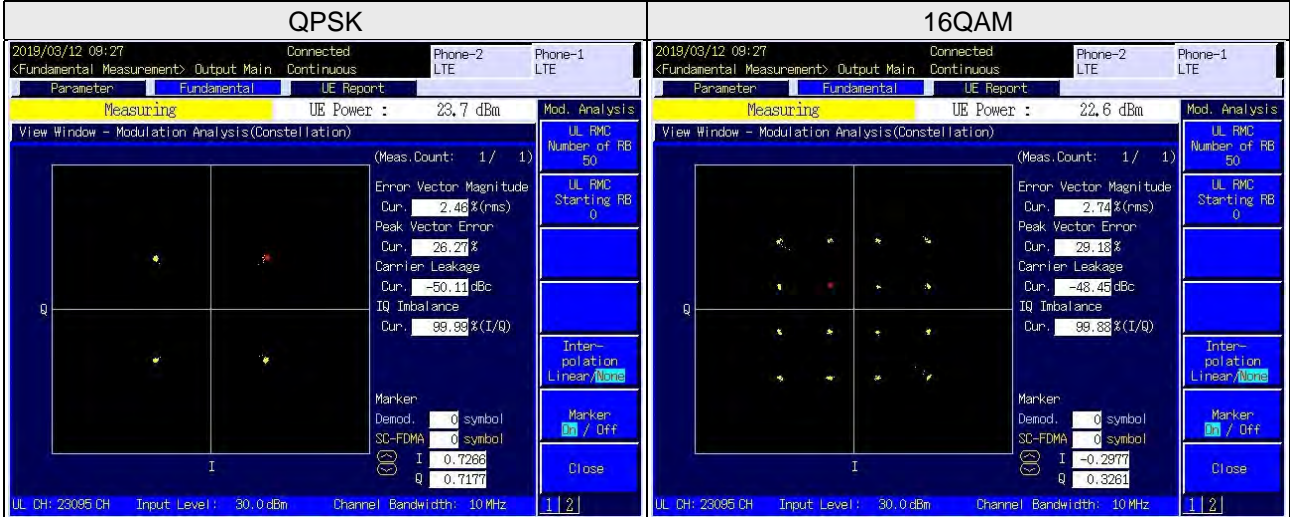 QPSK
2019/03/12 09:27 Connected Phone-2 Phone-1
<Fundamental Measurement> Output Main Continuous LTE LTE
Parameter Fundamental UE Report
Measuring UE Power : 23.7 dBm Mod. Analysis
View Window - Modulation Analysis(Constellation)
UL RMC
Number of RB
50
(Meas.Count: 1/ 1)
UL RMC
Starting RB
0
Error Vector Magnitude
Cur. 2.46 %(rms)
Peak Vector Error
Cur. 26.27 %
Carrier Leakage
Cur. -50.11 dBc
IQ Imbalance
Cur. 99.99 %(I/Q)
Q
Inter-
polation
Linear/None
Marker
Demod. 0 symbol
SC-FDMA 0 symbol
I 0.7266
Q 0.7177
Marker
On / Off
I
Close
UL CH: 23095 CH Input Level: 30.0 dBm Channel Bandwidth: 10 MHz 1 2
16QAM
2019/03/12 09:27 Connected Phone-2 Phone-1
<Fundamental Measurement> Output Main Continuous LTE LTE
Parameter Fundamental UE Report
Measuring UE Power : 22.6 dBm Mod. Analysis
View Window - Modulation Analysis(Constellation)
UL RMC
Number of RB
50
(Meas.Count: 1/ 1)
UL RMC
Starting RB
0
Error Vector Magnitude
Cur. 2.74 %(rms)
Peak Vector Error
Cur. 29.18 %
Carrier Leakage
Cur. -48.45 dBc
IQ Imbalance
Cur. 99.88 %(I/Q)
Q
Inter-
polation
Linear/None
Marker
Demod. 0 symbol
SC-FDMA 0 symbol
I -0.2977
Q 0.3261
Marker
On / Off
I
Close
UL CH: 23095 CH Input Level: 30.0 dBm Channel Bandwidth: 10 MHz 1 2